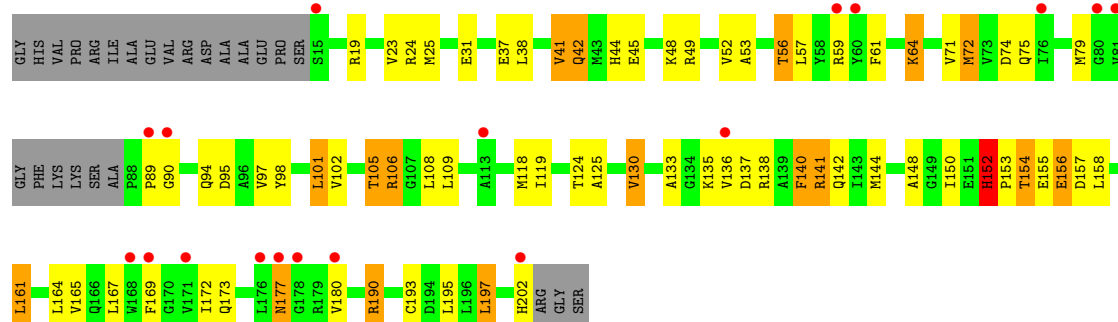 GLY HIS VAL PRO ARG ILE ALA GLU VAL ARG ASP ALA ALA GLU PRO SER S15 R19 V23 R24 M25 E31 E37 L38 V41 Q42 M43 H44 E45 K48 R49 V52 A53 T56 L57 Y58 R59 Y60 F61 K64 V71 M72 V73 D74 Q75 I76 M79 G80 V81
GLY PHE LYS LYS SER ALA P88 P89 G90 Q94 D95 A96 V97 Y98 L101 V102 T105 R106 G107 L108 L109 A113 M118 I119 T124 A125 V130 A133 G134 K135 V136 D137 R138 A139 F140 R141 Q142 I143 M144 A148 G149 I150 E151 H152 P153 T154 E155 E156 D157 L158
L161 L164 V165 Q166 L167 W168 F169 G170 V171 I172 Q173 L176 N177 G178 R179 V180 R190 C193 D194 L195 L196 L197 H202 ARG GLY SER